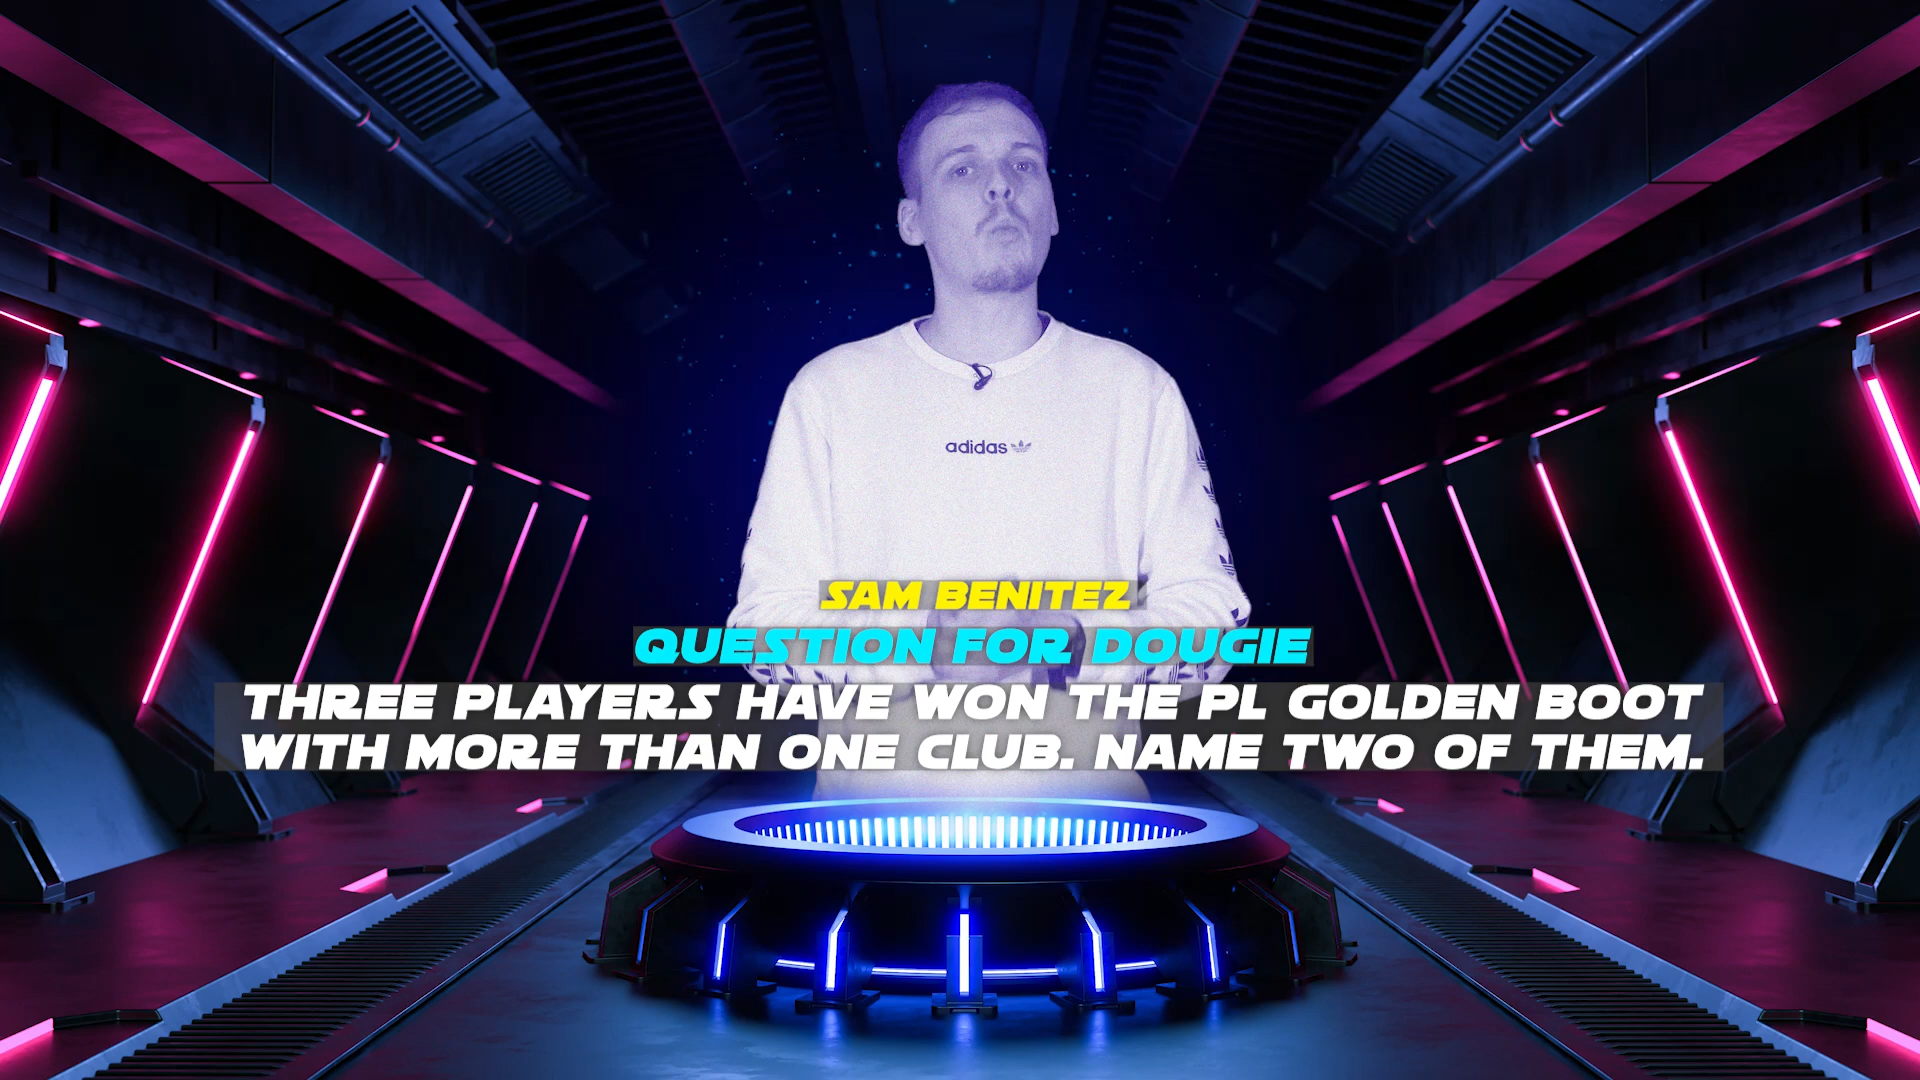 adidas
SAM BENITEZ
QUESTION FOR DOUGIE
THREE PLAYERS HAVE WON THE PL GOLDEN BOOT
WITH MORE THAN ONE CLUB. NAME TWO OF THEM.